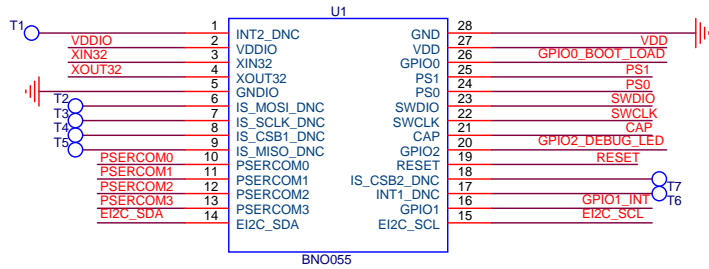 U1
T1 1 INT2_DNC GND 28
VDDIO 2 VDDIO VDD 27 VDD
XIN32 3 XIN32 GPIO0 26 GPIO0_BOOT_LOAD
XOUT32 4 XOUT32 PS1 25 PS1
5 GNDIO PS0 24 PS0
T2 6 IS_MOSI_DNC SWDIO 23 SWDIO
T3 7 IS_SCLK_DNC SWCLK 22 SWCLK
T4 8 IS_CSB1_DNC CAP 21 CAP
T5 9 IS_MISO_DNC GPIO2 20 GPIO2_DEBUG_LED
PSERCOM0 10 PSERCOM0 RESET 19 RESET
PSERCOM1 11 PSERCOM1 IS_CSB2_DNC 18 T7
PSERCOM2 12 PSERCOM2 INT1_DNC 17 T6
PSERCOM3 13 PSERCOM3 GPIO1 16 GPIO1_INT
EI2C_SDA 14 EI2C_SDA EI2C_SCL 15 EI2C_SCL
BNO055